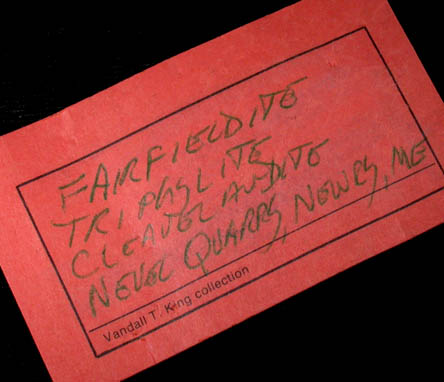 FAIRFIELDITE
TRIPHYLITE
CLEAVELANDITE
NEVEL QUARRY, NEWRY, ME
Vandall T. King collection